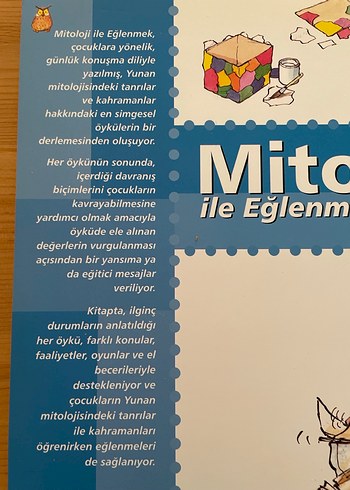 Mitoloji ile Eğlenmek,
çocuklara yönelik,
günlük konuşma diliyle
yazılmış, Yunan
mitolojisindeki tanrılar
ve kahramanlar
hakkındaki en simgesel
öykülerin bir
derlemesinden oluşuyor.
Her öykünün sonunda,
içerdiği davranış
biçimlerini çocukların
kavrayabilmesine
yardımcı olmak amacıyla
öyküde ele alınan
değerlerin vurgulanması
açısından bir yansıma ya
da eğitici mesajlar
veriliyor.
Kitapta, ilginç
durumların anlatıldığı
her öykü, farklı konular,
faaliyetler, oyunlar ve el
becerileriyle
destekleniyor ve
çocukların Yunan
mitolojisindeki tanrılar
ile kahramanları
öğrenirken eğlenmeleri
de sağlanıyor.
Mito
ile Eğlenm